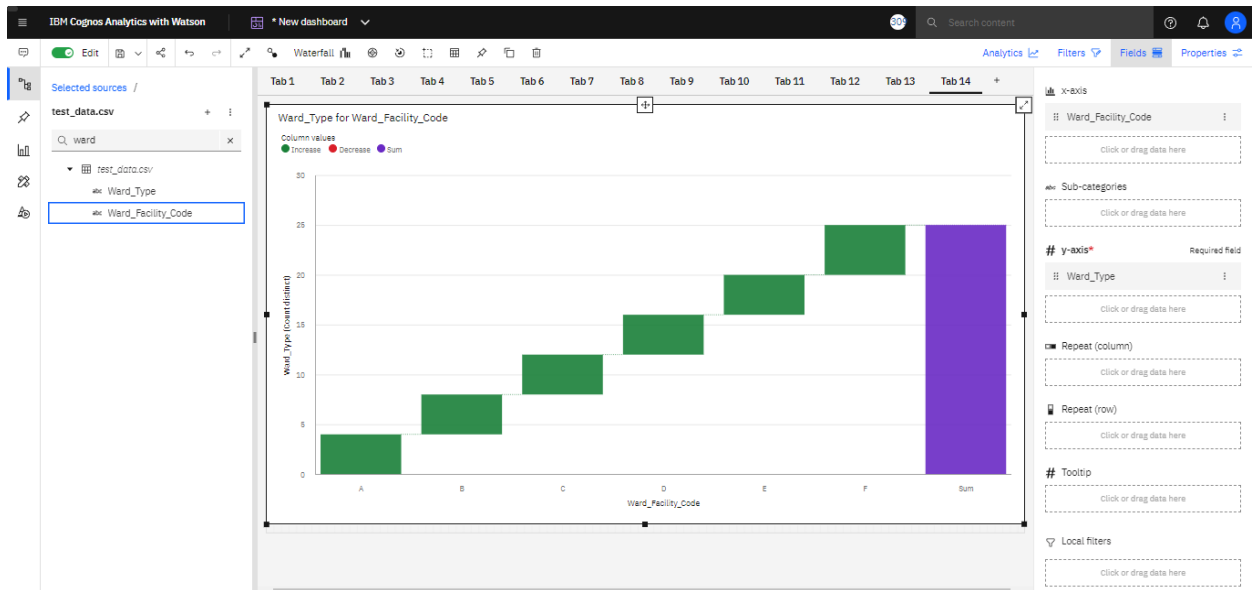 IBM Cognos Analytics with Watson
* New dashboard
309
Search content
Edit
Waterfall
Analytics
Filters
Fields
Properties
Selected sources /
test_data.csv
ward
test_data.csv
abc Ward_Type
abc Ward_Facility_Code
Tab 1 Tab 2 Tab 3 Tab 4 Tab 5 Tab 6 Tab 7 Tab 8 Tab 9 Tab 10 Tab 11 Tab 12 Tab 13 Tab 14 +
Ward_Type for Ward_Facility_Code
Column values
Increase Decrease Sum
Ward_Type (Count distinct)
30
25
20
15
10
5
0
A B C D E F Sum
Ward_Facility_Code
x-axis
Ward_Facility_Code
Click or drag data here
abc Sub-categories
Click or drag data here
# y-axis* Required field
Ward_Type
Click or drag data here
Repeat (column)
Click or drag data here
Repeat (row)
Click or drag data here
# Tooltip
Click or drag data here
Local filters
Click or drag data here